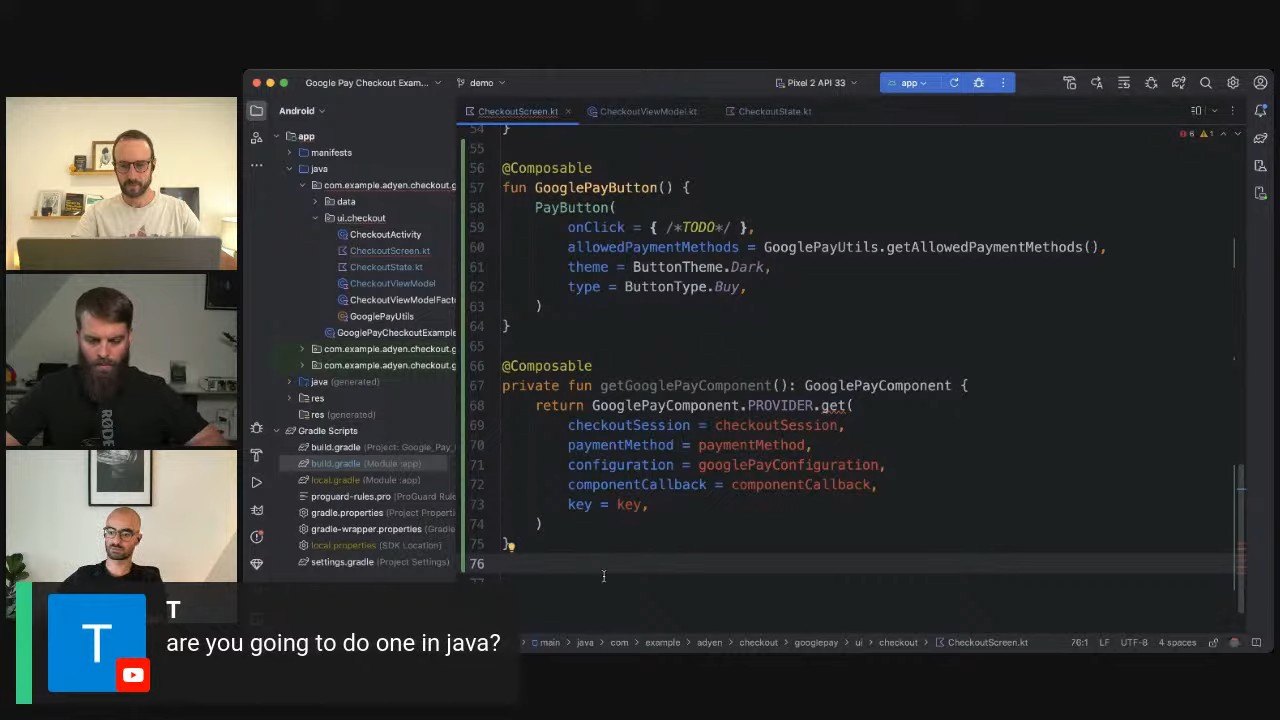 Google Pay Checkout Exam...
demo
Pixel 2 API 33
app
Android
CheckoutScreen.kt
CheckoutViewModel.kt
CheckoutState.kt
app
manifests
java
com.example.adyen.checkout.g
data
ui.checkout
CheckoutActivity
CheckoutScreen.kt
CheckoutState.kt
CheckoutViewModel
CheckoutViewModelFact
GooglePayUtils
GooglePayCheckoutExample
com.example.adyen.checkout.g
com.example.adyen.checkout.g
java (generated)
res
res (generated)
Gradle Scripts
build.gradle (Project: Google_Pay_
build.gradle (Module :app)
local.gradle (Module :app)
proguard-rules.pro (ProGuard Rule
gradle.properties (Project Properties)
gradle-wrapper.properties (Gradle
local.properties (SDK Location)
settings.gradle (Project Settings)
6 1
54 }
55
56 @Composable
57 fun GooglePayButton() {
58 PayButton(
59 onClick = { /*TODO*/ },
60 allowedPaymentMethods = GooglePayUtils.getAllowedPaymentMethods(),
61 theme = ButtonTheme.Dark,
62 type = ButtonType.Buy,
63 )
64 }
65
66 @Composable
67 private fun getGooglePayComponent(): GooglePayComponent {
68 return GooglePayComponent.PROVIDER.get(
69 checkoutSession = checkoutSession,
70 paymentMethod = paymentMethod,
71 configuration = googlePayConfiguration,
72 componentCallback = componentCallback,
73 key = key,
74 )
75 }
76
77
main > java > com > example > adyen > checkout > googlepay > ui > checkout > CheckoutScreen.kt
76:1 LF UTF-8 4 spaces
RØDE
T
T
are you going to do one in java?